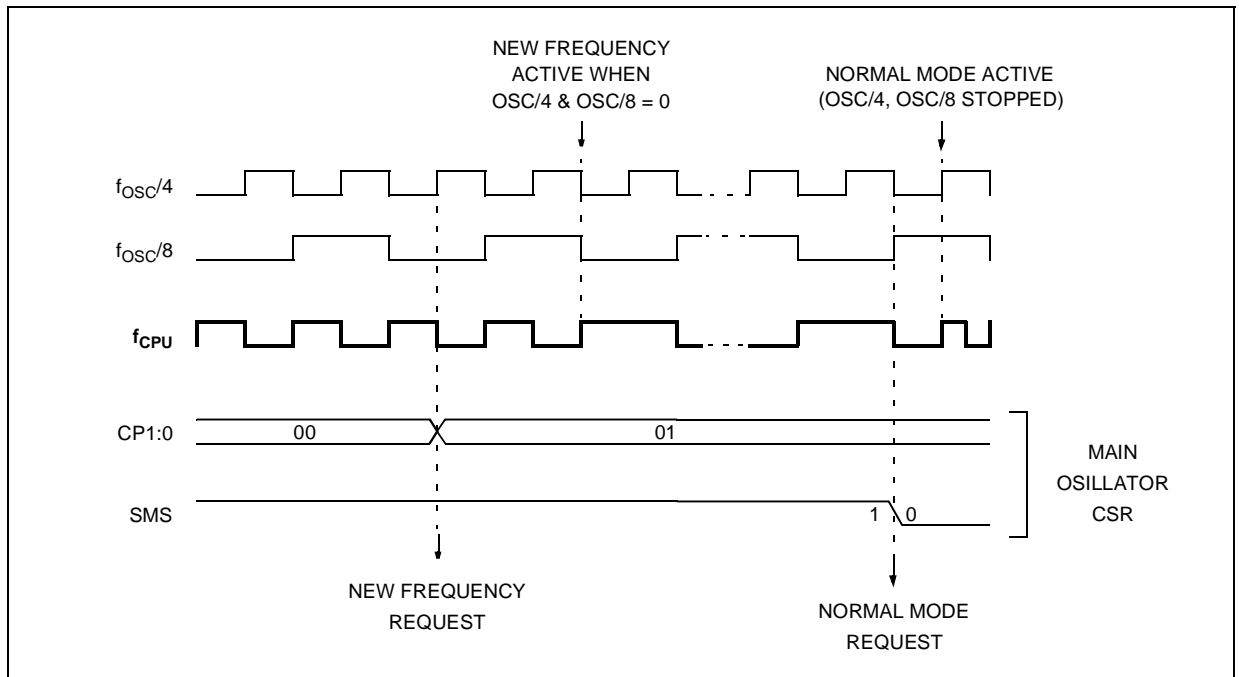 NEW FREQUENCY
ACTIVE WHEN
OSC/4 & OSC/8 = 0
NORMAL MODE ACTIVE
(OSC/4, OSC/8 STOPPED)
fOSC/4
fOSC/8
fCPU
CP1:0
00
01
SMS
1
0
MAIN
OSILLATOR
CSR
NEW FREQUENCY
REQUEST
NORMAL MODE
REQUEST